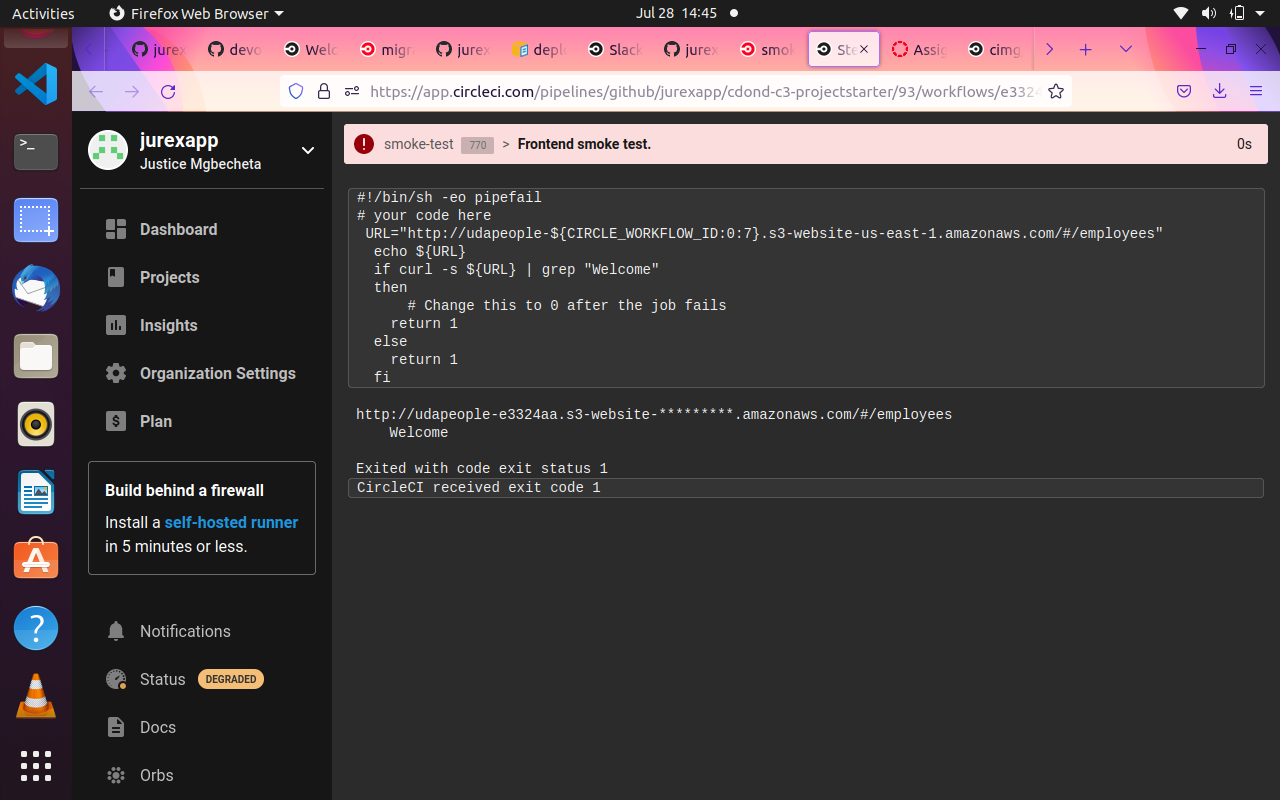 Activities
Firefox Web Browser
Jul 28 14:45
jurex
devo
Welc
migr
jurex
depl
Slack
jurex
smok
Ste
Assig
cimg
https://app.circleci.com/pipelines/github/jurexapp/cdond-c3-projectstarter/93/workflows/e3324
jurexapp
Justice Mgbecheta
Dashboard
Projects
Insights
Organization Settings
Plan
Build behind a firewall
Install a self-hosted runner
in 5 minutes or less.
Notifications
Status DEGRADED
Docs
Orbs
smoke-test 770 > Frontend smoke test. 0s
#!/bin/sh -eo pipefail
# your code here
URL="http://udapeople-${CIRCLE_WORKFLOW_ID:0:7}.s3-website-us-east-1.amazonaws.com/#/employees"
echo ${URL}
if curl -s ${URL} | grep "Welcome"
then
# Change this to 0 after the job fails
return 1
else
return 1
fi
http://udapeople-e3324aa.s3-website-*********.amazonaws.com/#/employees
Welcome
Exited with code exit status 1
CircleCI received exit code 1